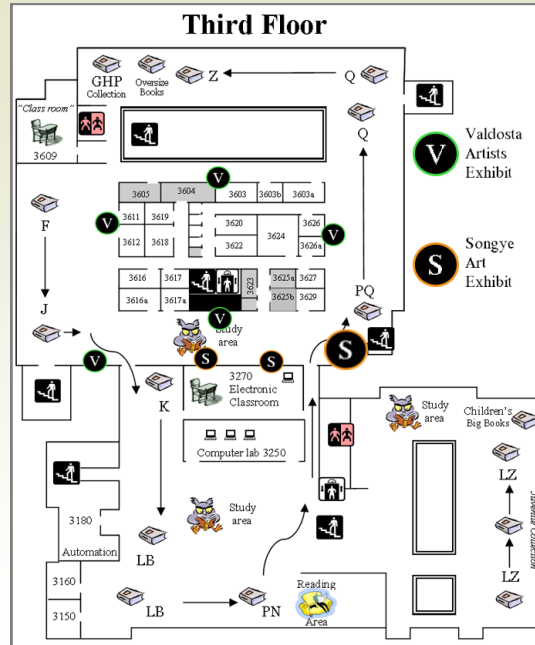 Third Floor
GHP
Collection
Oversize
Books
Z
Q
"Class room"
3609
Q
V
Valdosta
Artists
Exhibit
V
3605
3604
3603
3603b
3603a
F
V
3611
3619
3620
3624
3626
V
3612
3618
3622
3626a
S
Songye
Art
Exhibit
3616
3617
3623
3625a
3627
3616a
3617a
3625b
3629
PQ
J
V
Study
area
S
V
S
S
K
3270
Electronic
Classroom
Study
area
Children's
Big Books
Computer lab 3250
LZ
Study
area
3180
Automation
LB
LZ
3160
3150
LB
PN
Reading
Area
Juvenile Collection